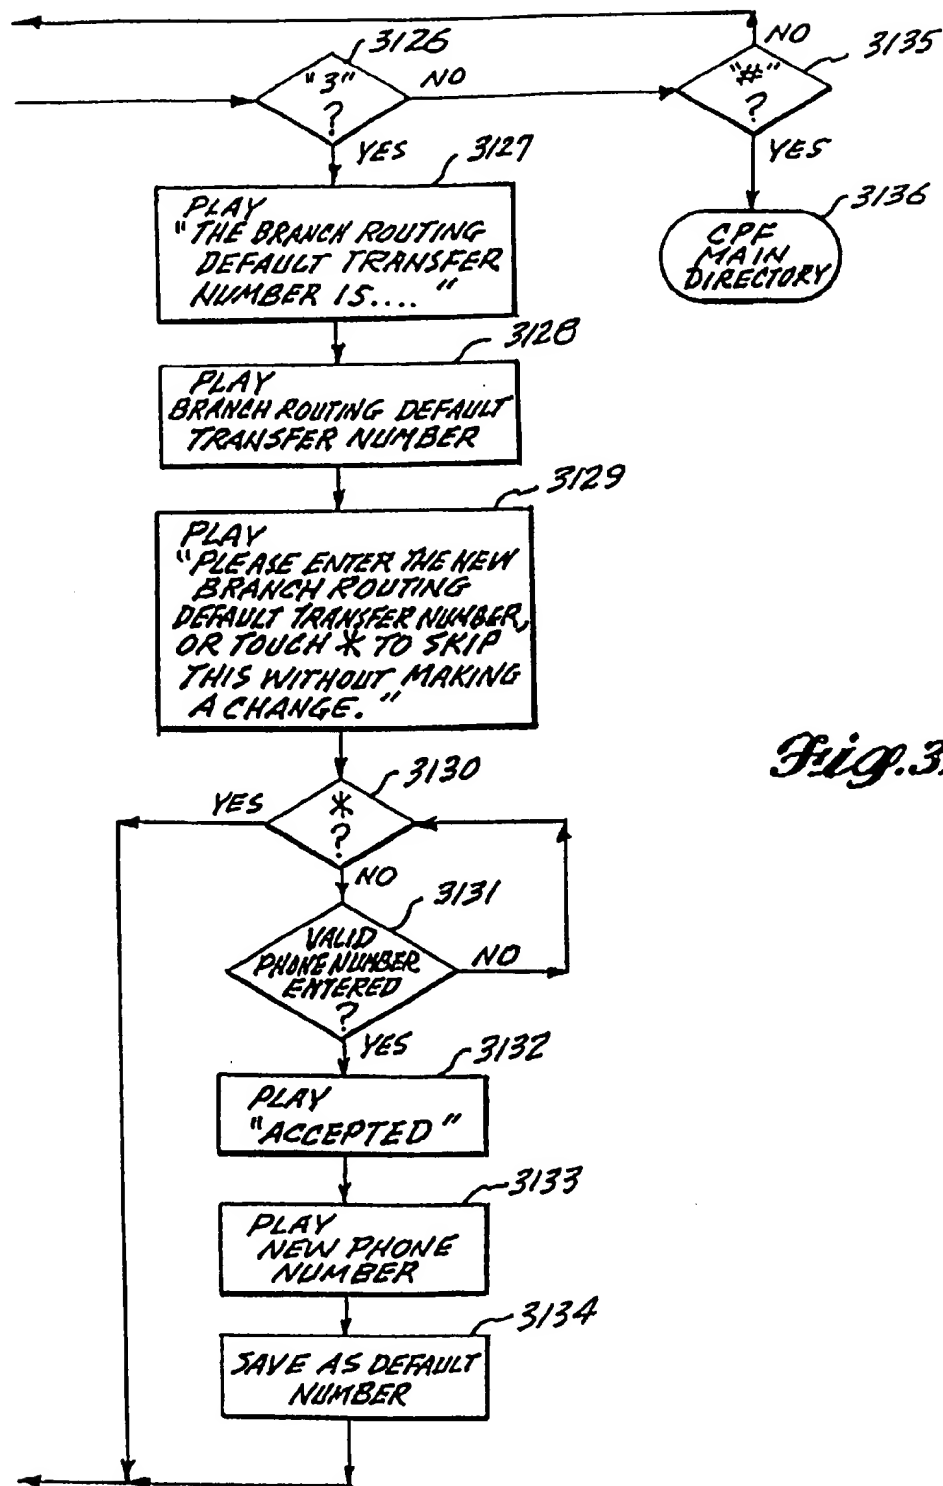 NO
3135
3126
"3"
?
NO
"#"
?
YES
3127
YES
3136
PLAY
"THE BRANCH ROUTING
DEFAULT TRANSFER
NUMBER IS.... "
CPF
MAIN
DIRECTORY
3128
PLAY
BRANCH ROUTING DEFAULT
TRANSFER NUMBER
3129
PLAY
"PLEASE ENTER THE NEW
BRANCH ROUTING
DEFAULT TRANSFER NUMBER,
OR TOUCH * TO SKIP
THIS WITHOUT MAKING
A CHANGE."
3130
YES
*
?
NO
3131
VALID
PHONE NUMBER
ENTERED
?
NO
YES
3132
PLAY
"ACCEPTED"
3133
PLAY
NEW PHONE
NUMBER
3134
SAVE AS DEFAULT
NUMBER